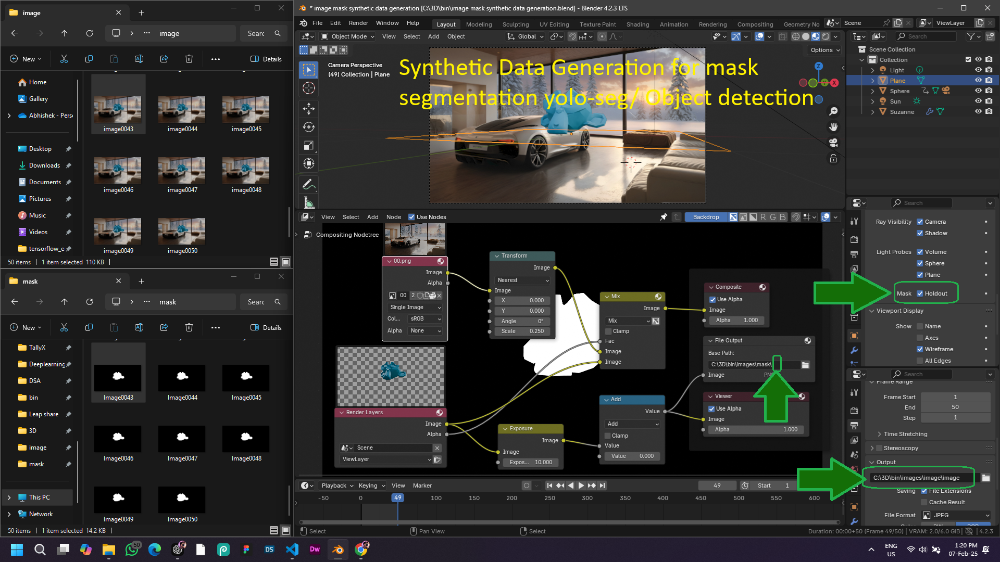 image
image
Searc
New
Details
Home
Gallery
Abhishek - Pers
Desktop
Downloads
Documents
Pictures
Music
Videos
tensorflow_e
image0043
image0044
image0045
image0046
image0047
image0048
image0049
image0050
50 items | 1 item selected 110 KB |
mask
mask
Searc
New
Details
TallyX
Deeplearning
DSA
bin
Leap share
3D
image
mask
This PC
Network
Image0043
Image0044
Image0045
Image0046
Image0047
Image0048
Image0049
Image0050
50 items | 1 item selected 14.2 KB |
* image mask synthetic data generation [C:\3D\bin\image mask synthetic data generation.blend] - Blender 4.2.3 LTS
File Edit Render Window Help
Layout Modeling Sculpting UV Editing Texture Paint Shading Animation Rendering Compositing Geometry No
Scene
ViewLayer
Object Mode View Select Add Object
Global
Options
Camera Perspective
(49) Collection | Plane
Synthetic Data Generation for mask
segmentation yolo-seg/ Object detection
Z
Y
X
Search
Scene Collection
Collection
Light
Plane
Sphere
Sun
Suzanne
View Select Add Node Use Nodes
Backdrop
R G B
Compositing Nodetree
00.png
Image
Alpha
00 2
Single Image
Col... sRGB
Alpha None
Transform
Image
Nearest
Image
X 0.000
Y 0.000
Angle 0°
Scale 0.250
Mix
Image
Mix
Clamp
Fac
Image
Image
Composite
Use Alpha
Image
Alpha 1.000
File Output
Base Path:
C:\3D\bin\images\mask\
Image
Viewer
Use Alpha
Image
Alpha 1.000
Render Layers
Image
Alpha
Scene
ViewLayer
Exposure
Image
Image
Expos... 10.000
Add
Value
Add
Clamp
Value
Value 0.000
Search
Ray Visibility Camera
Shadow
Light Probes Volume
Sphere
Plane
Mask Holdout
Viewport Display
Show Name
Axes
Wireframe
All Edges
Search
Frame Range
Frame Start 1
End 50
Step 1
Time Stretching
Stereoscopy
Output
C:\3D\bin\images\image\image
Saving File Extensions
Cache Result
File Format JPEG
Playback Keying View Marker
49
Start 1
-50 0 49 100 150 200 250 300 350 400 450 500 550 600
Select
Pan View
Select
Duration: 00:00+50 (Frame 49/50) | VRAM: 2.0/6.0 GiB | 4.2.3
50
DS
Dw
ENG
US
1:20 PM
07-Feb-25